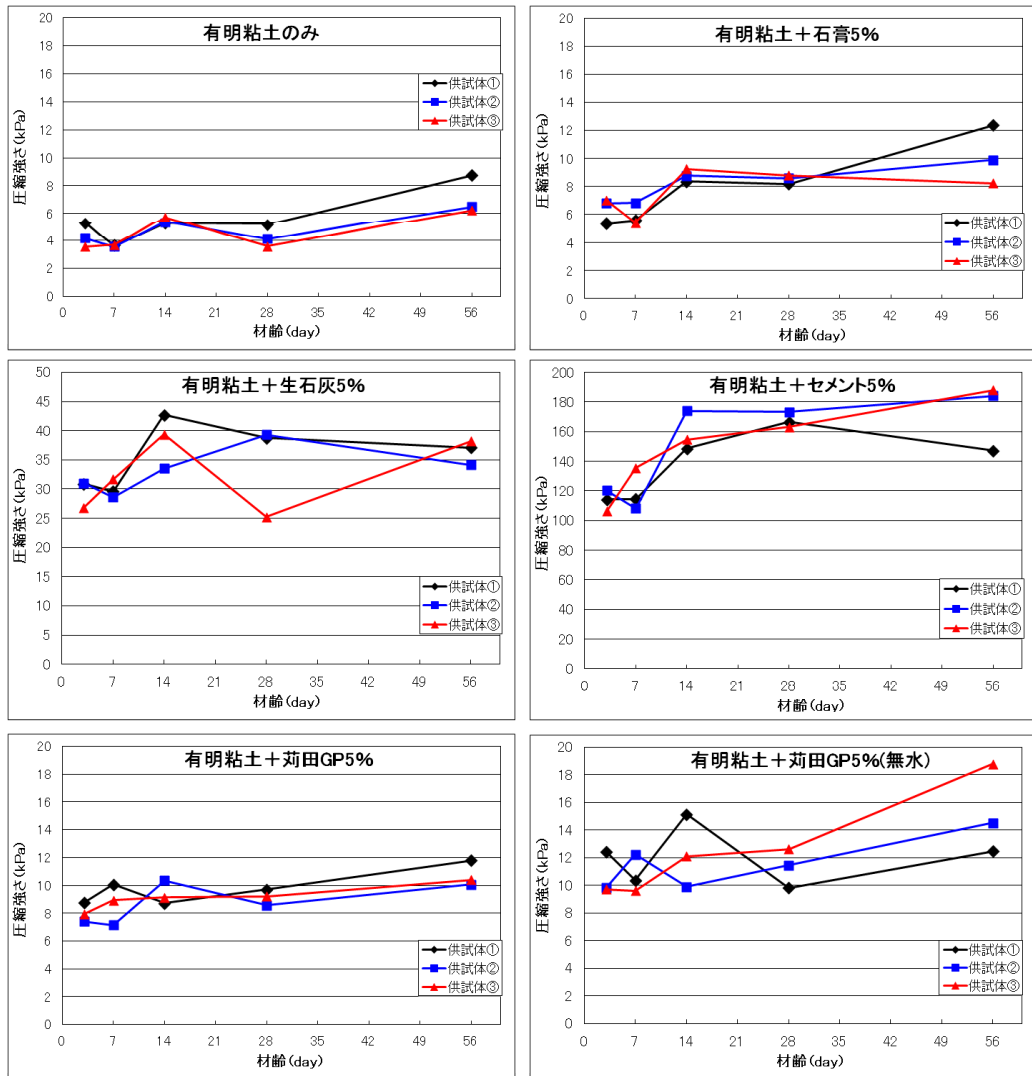 有明粘土のみ
圧縮強さ(kPa)
20
18
16
14
12
10
8
6
4
2
0
0 7 14 21 28 35 42 49 56
材齢(day)
供試体①
供試体②
供試体③
有明粘土+石膏5%
圧縮強さ(kPa)
20
18
16
14
12
10
8
6
4
2
0
0 7 14 21 28 35 42 49 56
材齢(day)
供試体①
供試体②
供試体③
有明粘土+生石灰5%
圧縮強さ(kPa)
50
45
40
35
30
25
20
15
10
5
0
0 7 14 21 28 35 42 49 56
材齢(day)
供試体①
供試体②
供試体③
有明粘土+セメント5%
圧縮強さ(kPa)
200
180
160
140
120
100
80
60
40
20
0
0 7 14 21 28 35 42 49 56
材齢(day)
供試体①
供試体②
供試体③
有明粘土+苅田GP5%
圧縮強さ(kPa)
20
18
16
14
12
10
8
6
4
2
0
0 7 14 21 28 35 42 49 56
材齢(day)
供試体①
供試体②
供試体③
有明粘土+苅田GP5%(無水)
圧縮強さ(kPa)
20
18
16
14
12
10
8
6
4
2
0
0 7 14 21 28 35 42 49 56
材齢(day)
供試体①
供試体②
供試体③